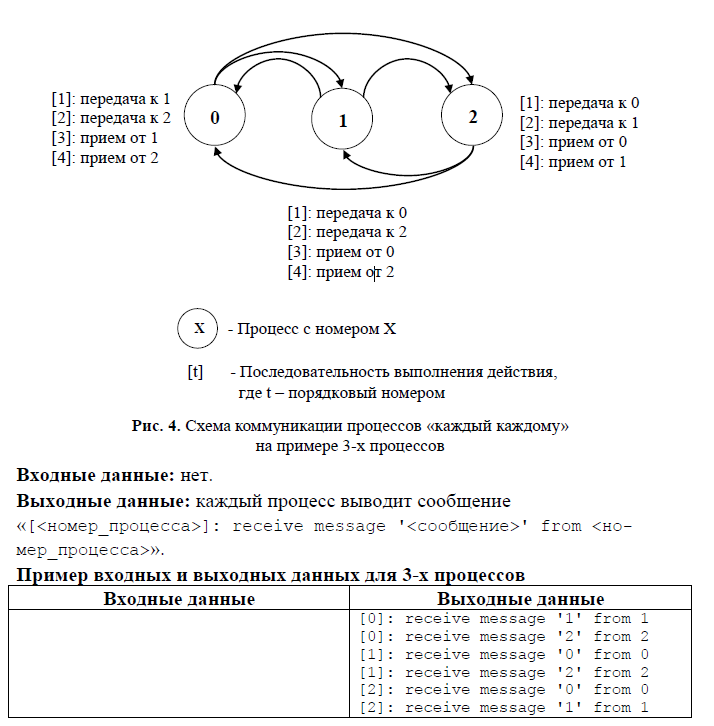 [1]: передача к 1
[2]: передача к 2
[3]: прием от 1
[4]: прием от 2
0
1
2
[1]: передача к 0
[2]: передача к 1
[3]: прием от 0
[4]: прием от 1
[1]: передача к 0
[2]: передача к 2
[3]: прием от 0
[4]: прием от 2
X - Процесс с номером X
[t] - Последовательность выполнения действия,
где t – порядковый номером
Рис. 4. Схема коммуникации процессов «каждый каждому»
на примере 3-х процессов
Входные данные: нет.
Выходные данные: каждый процесс выводит сообщение
«[<номер_процесса>]: receive message '<сообщение>' from <но-
мер_процесса>».
Пример входных и выходных данных для 3-х процессов
Входные данные
Выходные данные
[0]: receive message '1' from 1
[0]: receive message '2' from 2
[1]: receive message '0' from 0
[1]: receive message '2' from 2
[2]: receive message '0' from 0
[2]: receive message '1' from 1